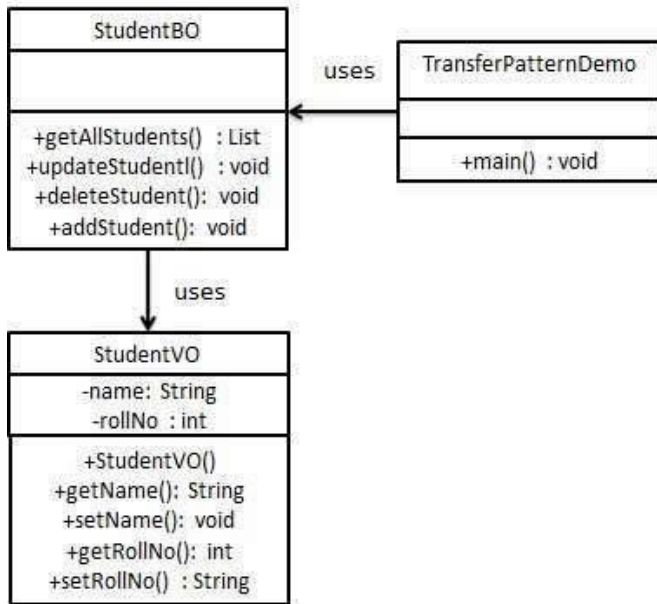 StudentBO
+getAllStudents() : List
+updateStudentl() : void
+deleteStudent(): void
+addStudent(): void
uses
TransferPatternDemo
+main() : void
uses
StudentVO
-name: String
-rollNo : int
+StudentVO()
+getName(): String
+setName(): void
+getRollNo(): int
+setRollNo() : String